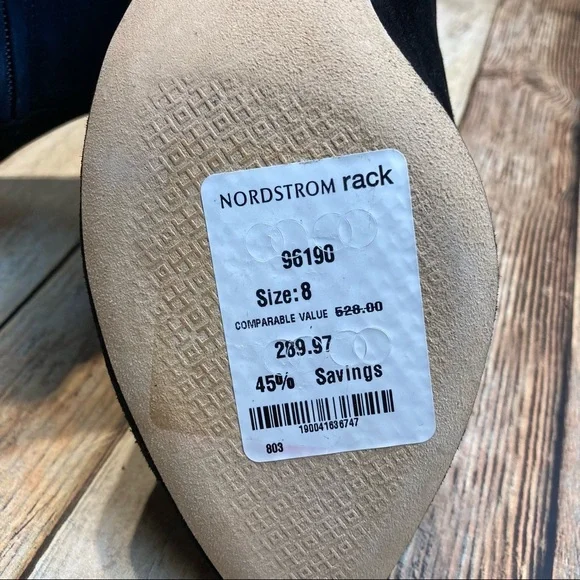 NORDSTROM rack
96190
Size: 8
COMPARABLE VALUE 528.00
289.97
45% Savings
190041636747
803